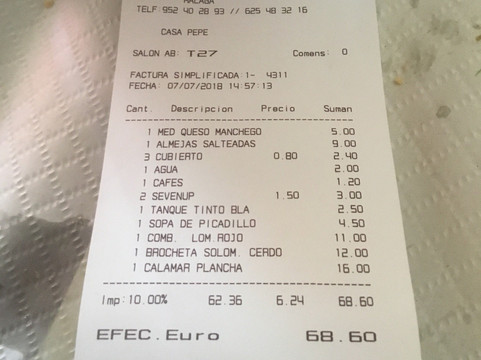 MALAGA
TELF:952 40 28 93 // 625 48 32 16
CASA PEPE
SALON AB: T27 Comens: 0
FACTURA SIMPLIFICADA:1- 4311
FECHA: 07/07/2018 14:57:13
Cant. Descripcion Precio Suman
1 MED QUESO MANCHEGO 5.00
1 ALMEJAS SALTEADAS 9.00
3 CUBIERTO 0.80 2.40
1 AGUA 2.00
1 CAFES 1.20
2 SEVENUP 1.50 3.00
1 TANQUE TINTO BLA 2.50
1 SOPA DE PICADILLO 4.50
1 COMB. LOM.ROJO 11.00
1 BROCHETA SOLOM. CERDO 12.00
1 CALAMAR PLANCHA 16.00
Imp:10.00% 62.36 6.24 68.60
EFEC.Euro 68.60